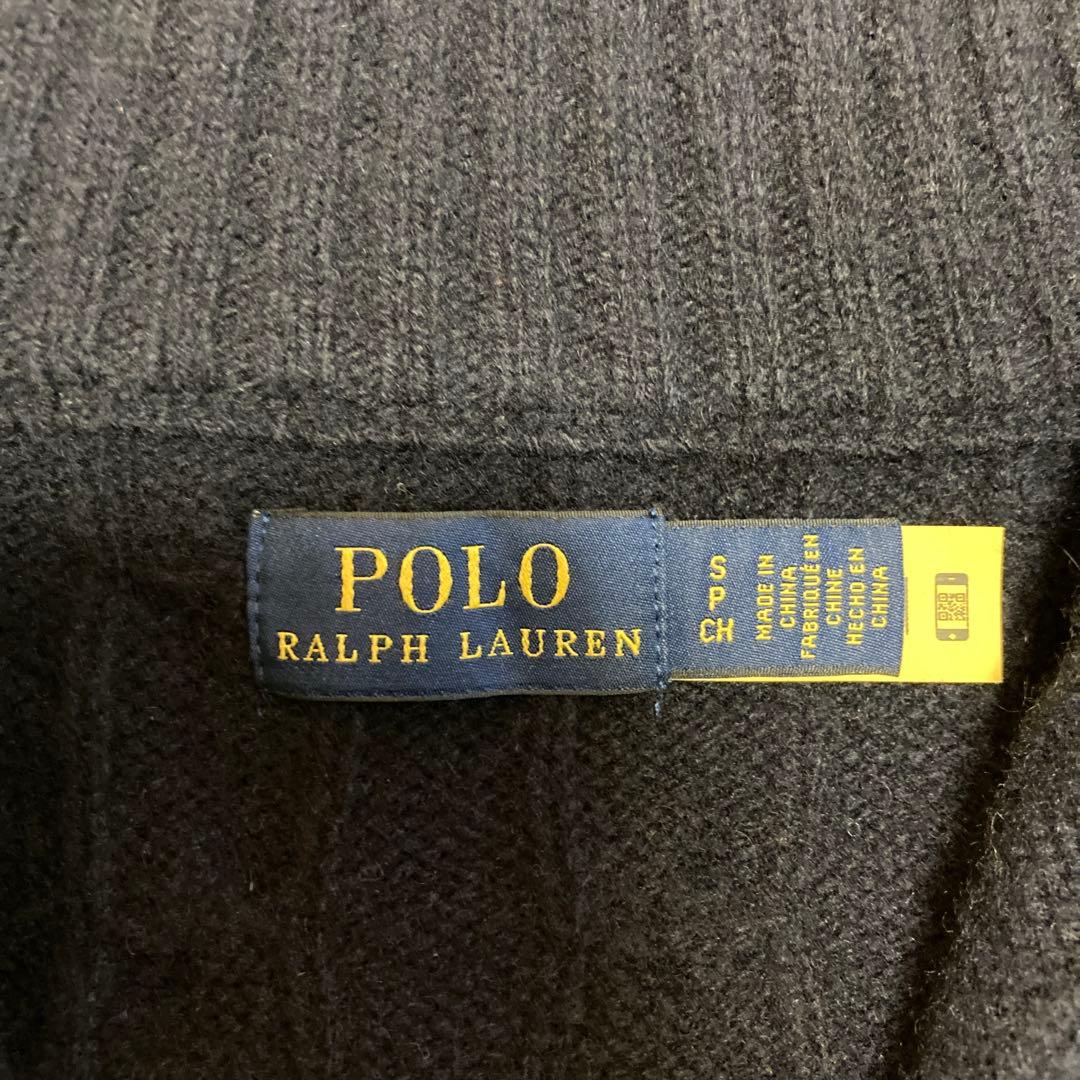 POLO
RALPH LAUREN
S
P
CH
MADE IN
CHINA
FABRIQUÉ EN
CHINE
HECHO EN
CHINA